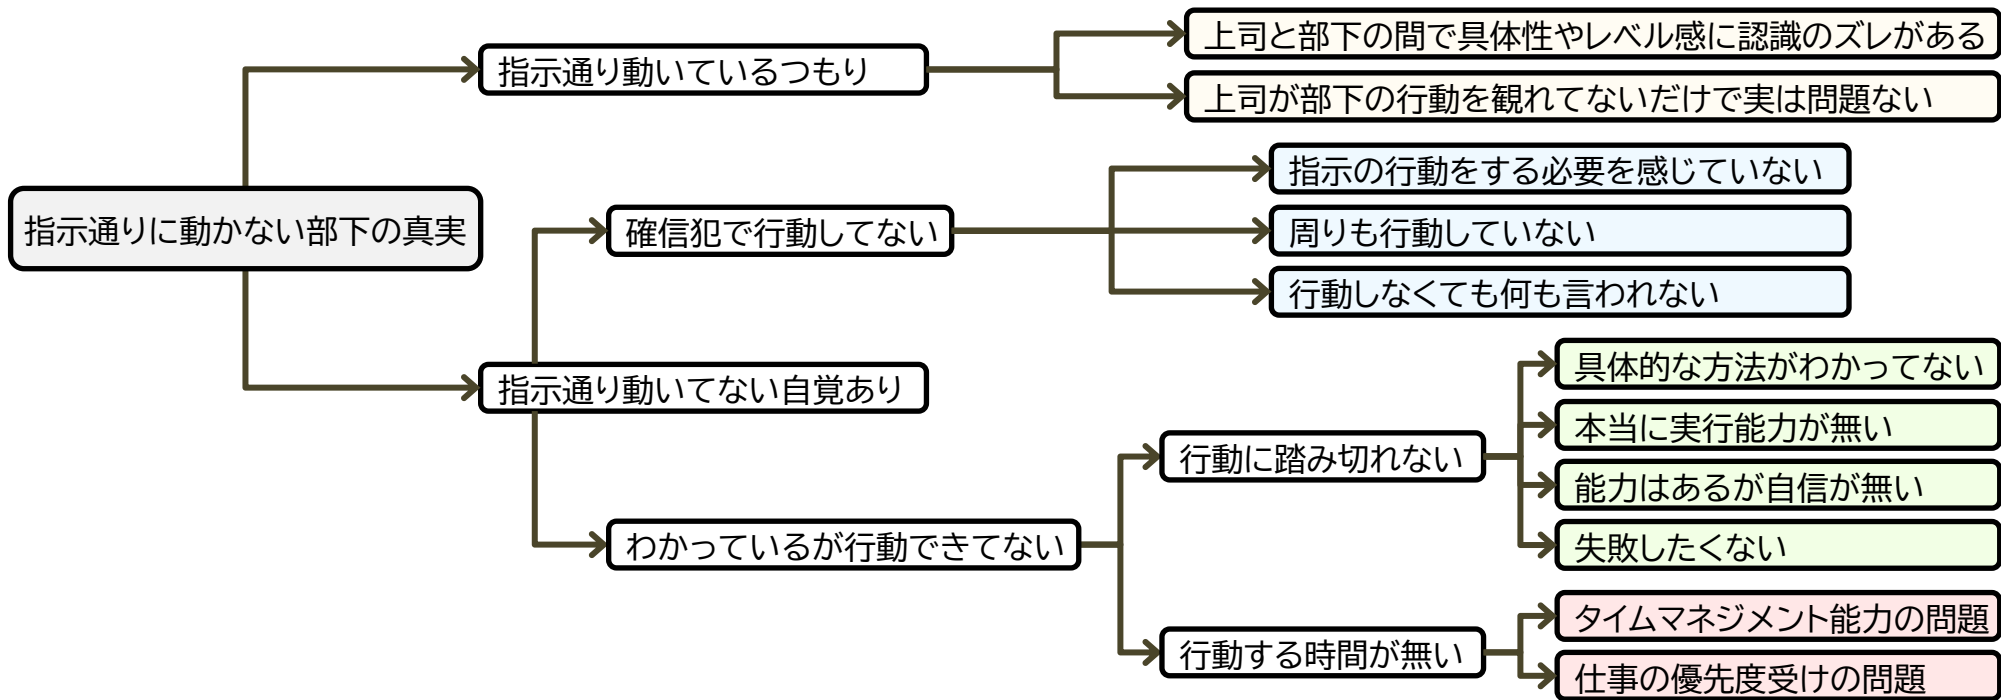 指示通りに動かない部下の真実
指示通り動いているつもり
上司と部下の間で具体性やレベル感に認識のズレがある
上司が部下の行動を観れてないだけで実は問題ない
指示通り動いてない自覚あり
確信犯で行動してない
指示の行動をする必要を感じていない
周りも行動していない
行動しなくても何も言われない
わかっているが行動できてない
行動に踏み切れない
具体的な方法がわかってない
本当に実行能力が無い
能力はあるが自信が無い
失敗したくない
行動する時間が無い
タイムマネジメント能力の問題
仕事の優先度受けの問題